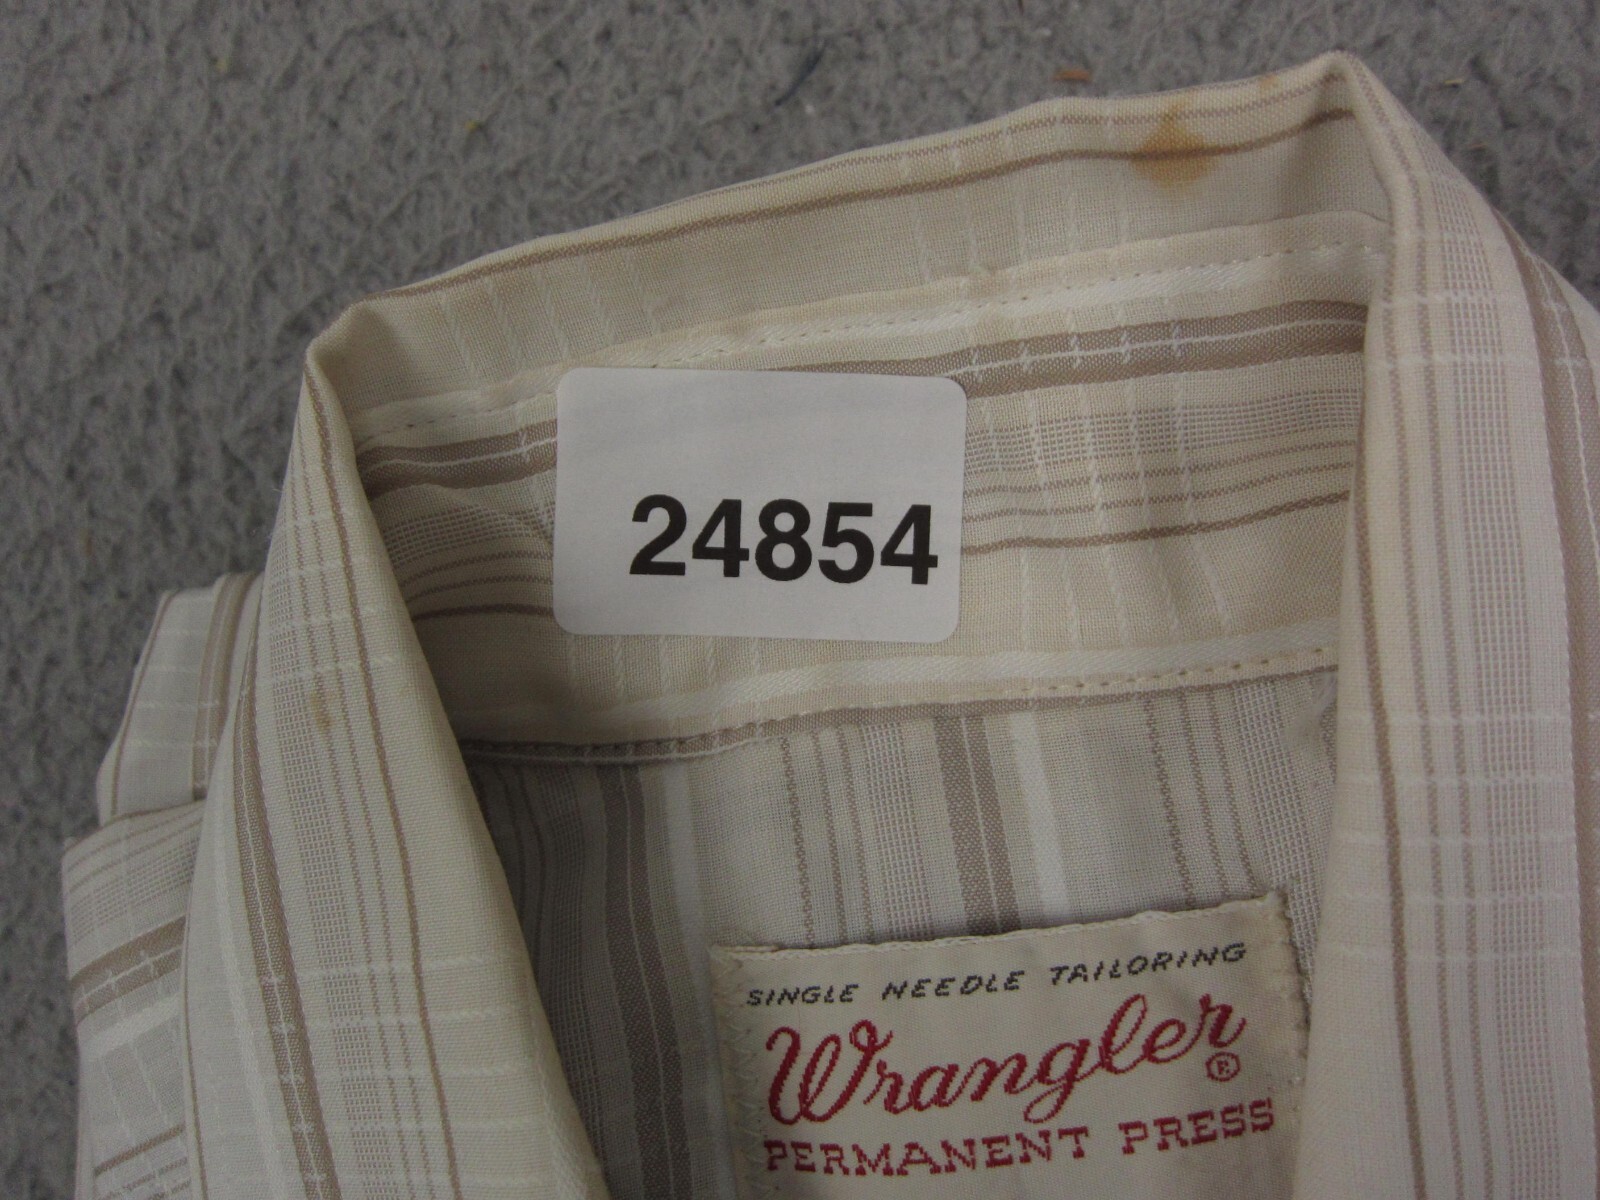 24854
SINGLE NEEDLE TAILORING
Wrangler®
PERMANENT PRESS